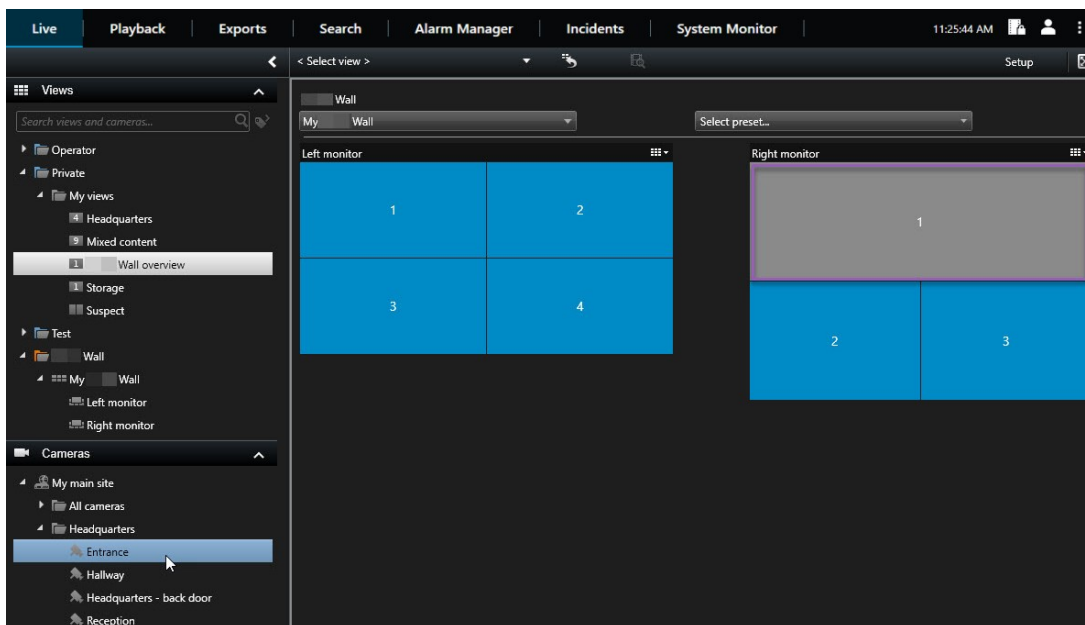 Live Playback Exports Search Alarm Manager Incidents System Monitor 11:25:44 AM
< Select view > Setup
Views
Search views and cameras...
Operator
Private
My views
4 Headquarters
9 Mixed content
1 Wall overview
1 Storage
Suspect
Test
Wall
My Wall
Left monitor
Right monitor
Cameras
My main site
All cameras
Headquarters
Entrance
Hallway
Headquarters - back door
Reception
Wall
My Wall Select preset...
Left monitor Right monitor
1 2 1
3 4 2 3